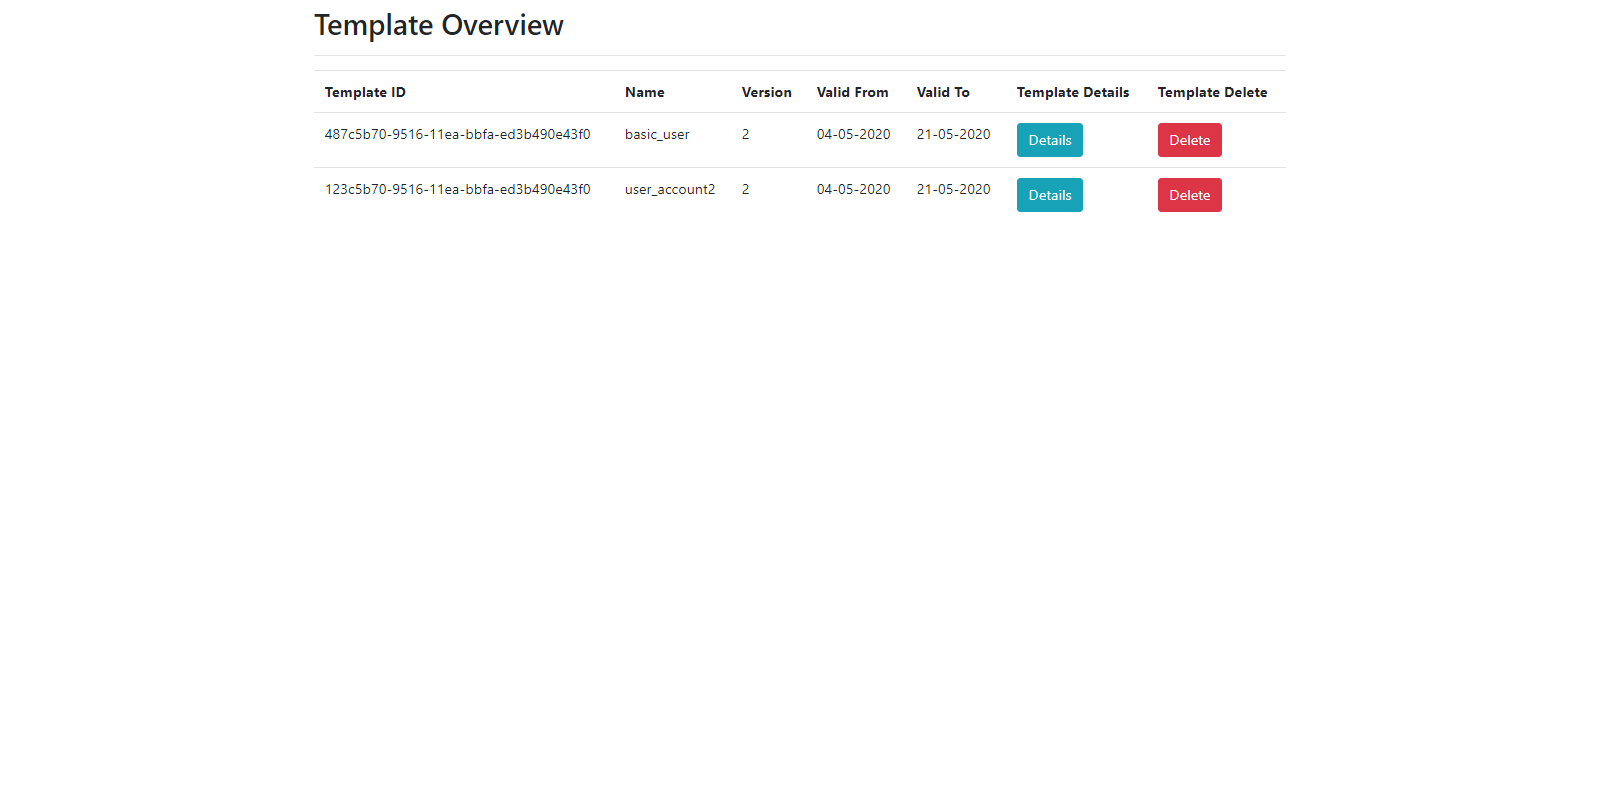 Template Overview
Template ID Name Version Valid From Valid To Template Details Template Delete
487c5b70-9516-11ea-bbfa-ed3b490e43f0 basic_user 2 04-05-2020 21-05-2020 Details Delete
123c5b70-9516-11ea-bbfa-ed3b490e43f0 user_account2 2 04-05-2020 21-05-2020 Details Delete